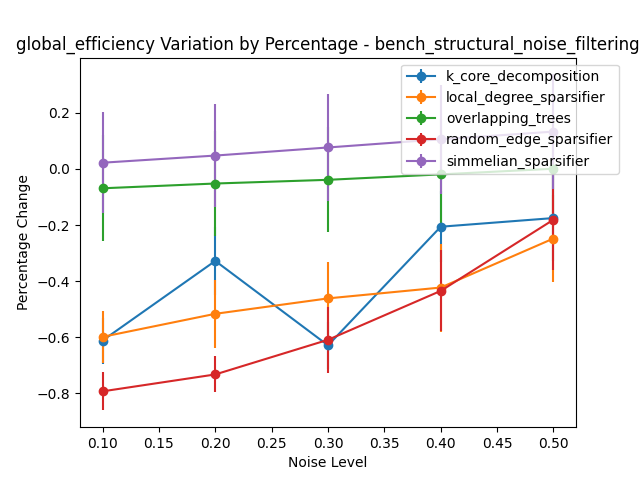 global_efficiency Variation by Percentage - bench_structural_noise_filtering
k_core_decomposition
local_degree_sparsifier
overlapping_trees
random_edge_sparsifier
simmelian_sparsifier
Percentage Change
0.2
0.0
−0.2
−0.4
−0.6
−0.8
0.10 0.15 0.20 0.25 0.30 0.35 0.40 0.45 0.50
Noise Level